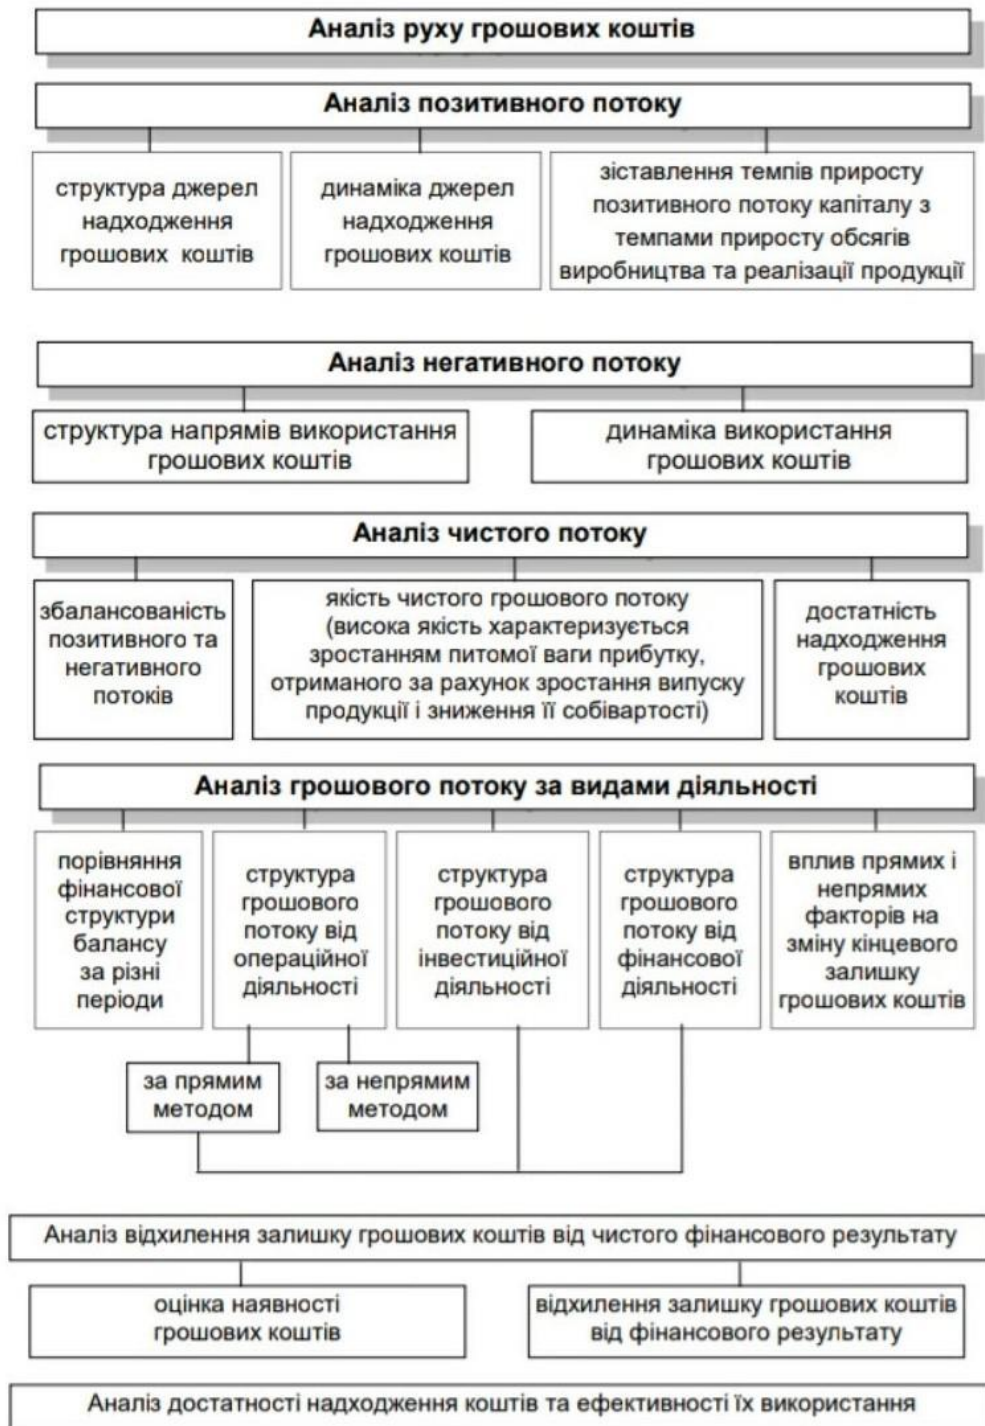 Аналіз руху грошових коштів
Аналіз позитивного потоку
структура джерел
надходження
грошових коштів
динаміка джерел
надходження
грошових коштів
зіставлення темпів приросту
позитивного потоку капіталу з
темпами приросту обсягів
виробництва та реалізації продукції
Аналіз негативного потоку
структура напрямів використання
грошових коштів
динаміка використання
грошових коштів
Аналіз чистого потоку
збалансованість
позитивного та
негативного
потоків
якість чистого грошового потоку
(висока якість характеризується
зростанням питомої ваги прибутку,
отриманого за рахунок зростання випуску
продукції і зниження її собівартості)
достатність
надходження
грошових
коштів
Аналіз грошового потоку за видами діяльності
порівняння
фінансової
структури
балансу
за різні
періоди
структура
грошового
потоку від
операційної
діяльності
структура
грошового
потоку від
інвестиційної
діяльності
структура
грошового
потоку від
фінансової
діяльності
вплив прямих і
непрямих
факторів на
зміну кінцевого
залишку
грошових коштів
за прямим
методом
за непрямим
методом
Аналіз відхилення залишку грошових коштів від чистого фінансового результату
оцінка наявності
грошових коштів
відхилення залишку грошових коштів
від фінансового результату
Аналіз достатності надходження коштів та ефективності їх використання